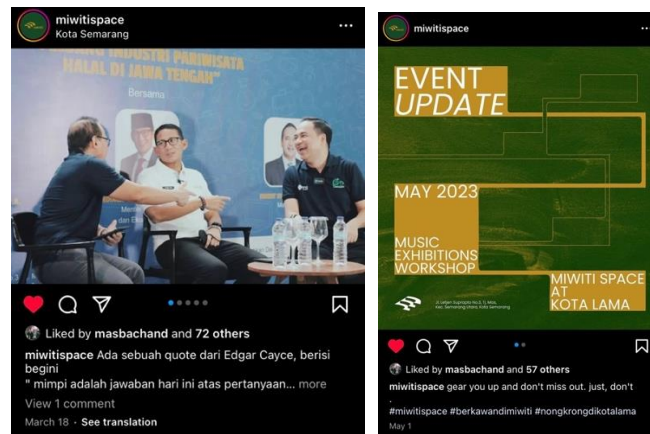 miwitispace
Kota Semarang
INDUSTRI PARIWISATA
HALAL DI JAWA TENGAH"
Bersama
Liked by masbachand and 72 others
miwitispace Ada sebuah quote dari Edgar Cayce, berisi
begini
" mimpi adalah jawaban hari ini atas pertanyaan... more
View 1 comment
March 18 · See translation
miwitispace
EVENT
UPDATE
MAY 2023
MUSIC
EXHIBITIONS
WORKSHOP
MIWITI SPACE
AT
KOTA LAMA
Liked by masbachand and 57 others
miwitispace gear you up and don't miss out. just, don't
.
#miwitispace #berkawandimiwiti #nongkrongdikotalama
May 1